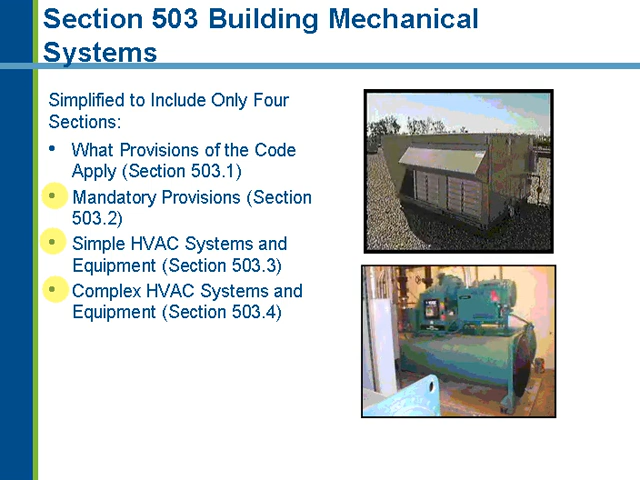 Section 503 Building Mechanical
Systems
Simplified to Include Only Four
Sections:
• What Provisions of the Code
Apply (Section 503.1)
• Mandatory Provisions (Section
503.2)
• Simple HVAC Systems and
Equipment (Section 503.3)
• Complex HVAC Systems and
Equipment (Section 503.4)